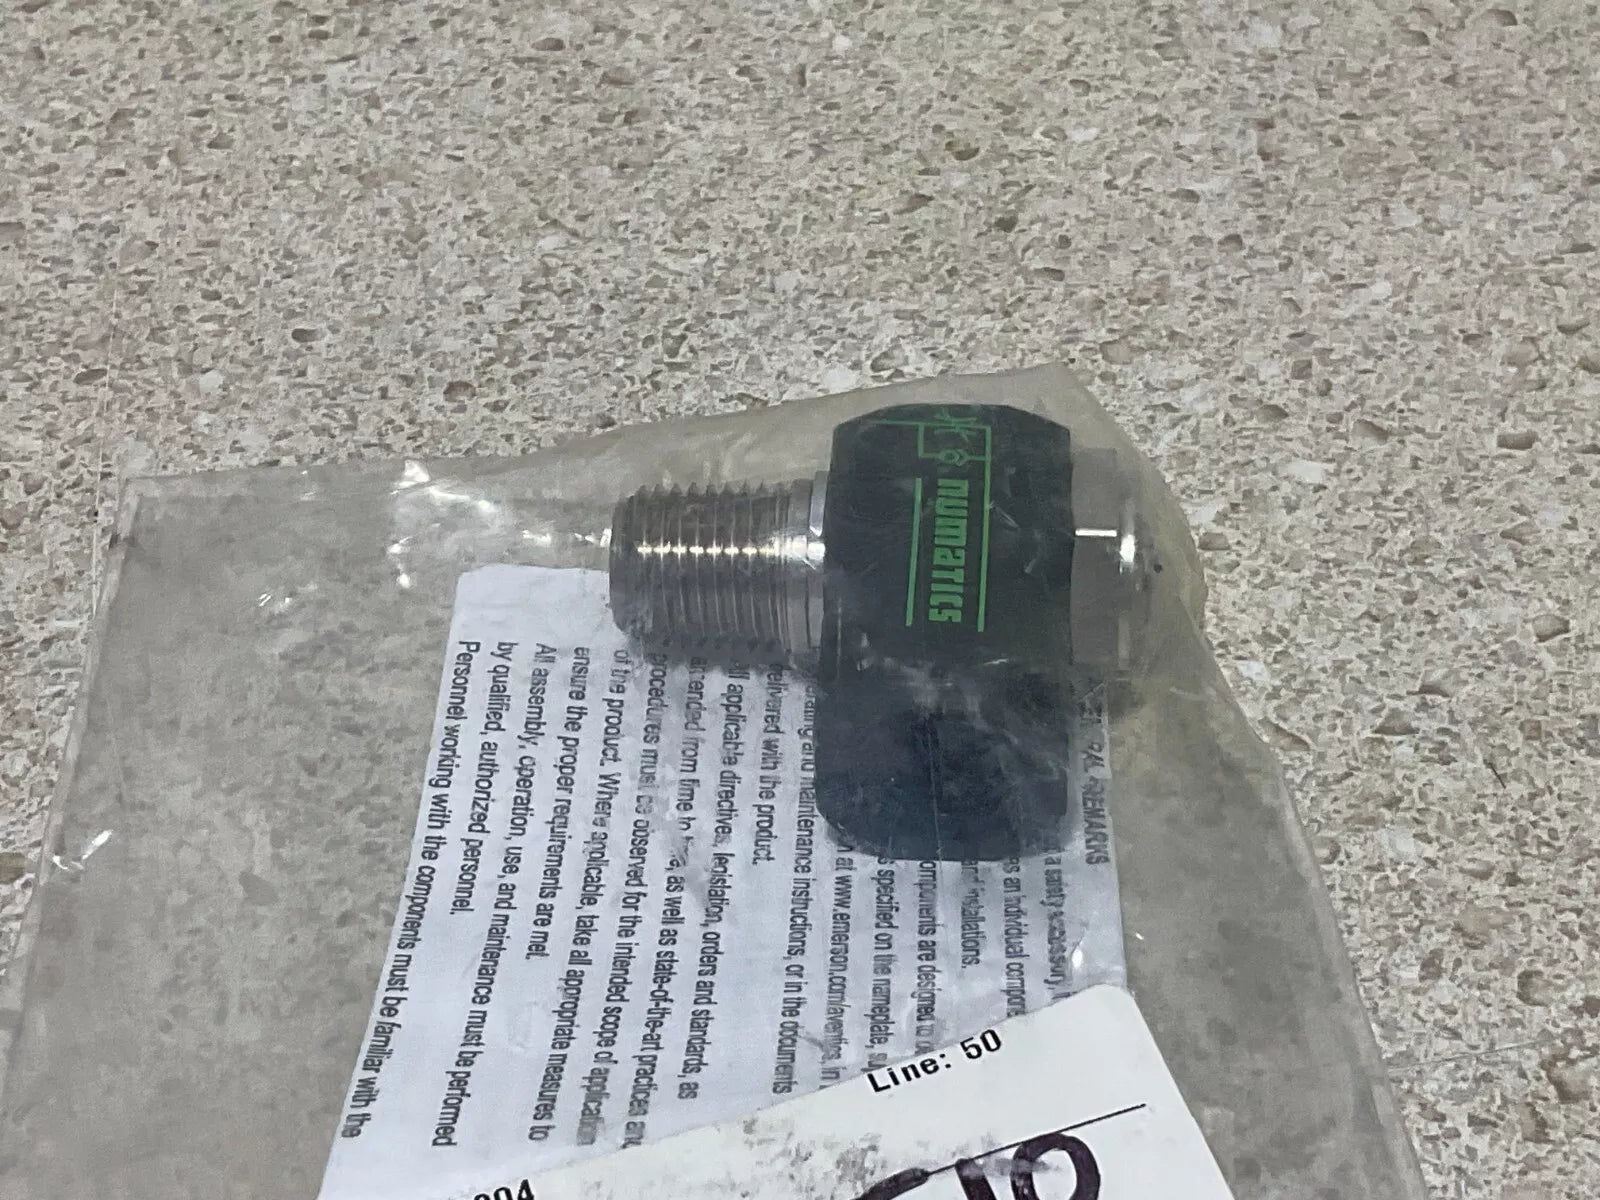 numatics
REMARKS
a safety
as an individual
and installations.
components are designed to
specified on the nameplate,
at www.emerson.com/aventics, in
maintenance instructions, or in the documents
delivered with the product.
all applicable directives, legislation, orders and standards, as
amended from time to time, as well as state-of-the-art practices and
procedures must be observed for the intended scope of application
of the product. Where applicable, take all appropriate measures to
ensure the proper requirements are met.
All assembly, operation, use, and maintenance must be performed
by qualified, authorized personnel.
Personnel working with the components must be familiar with the
Line: 50